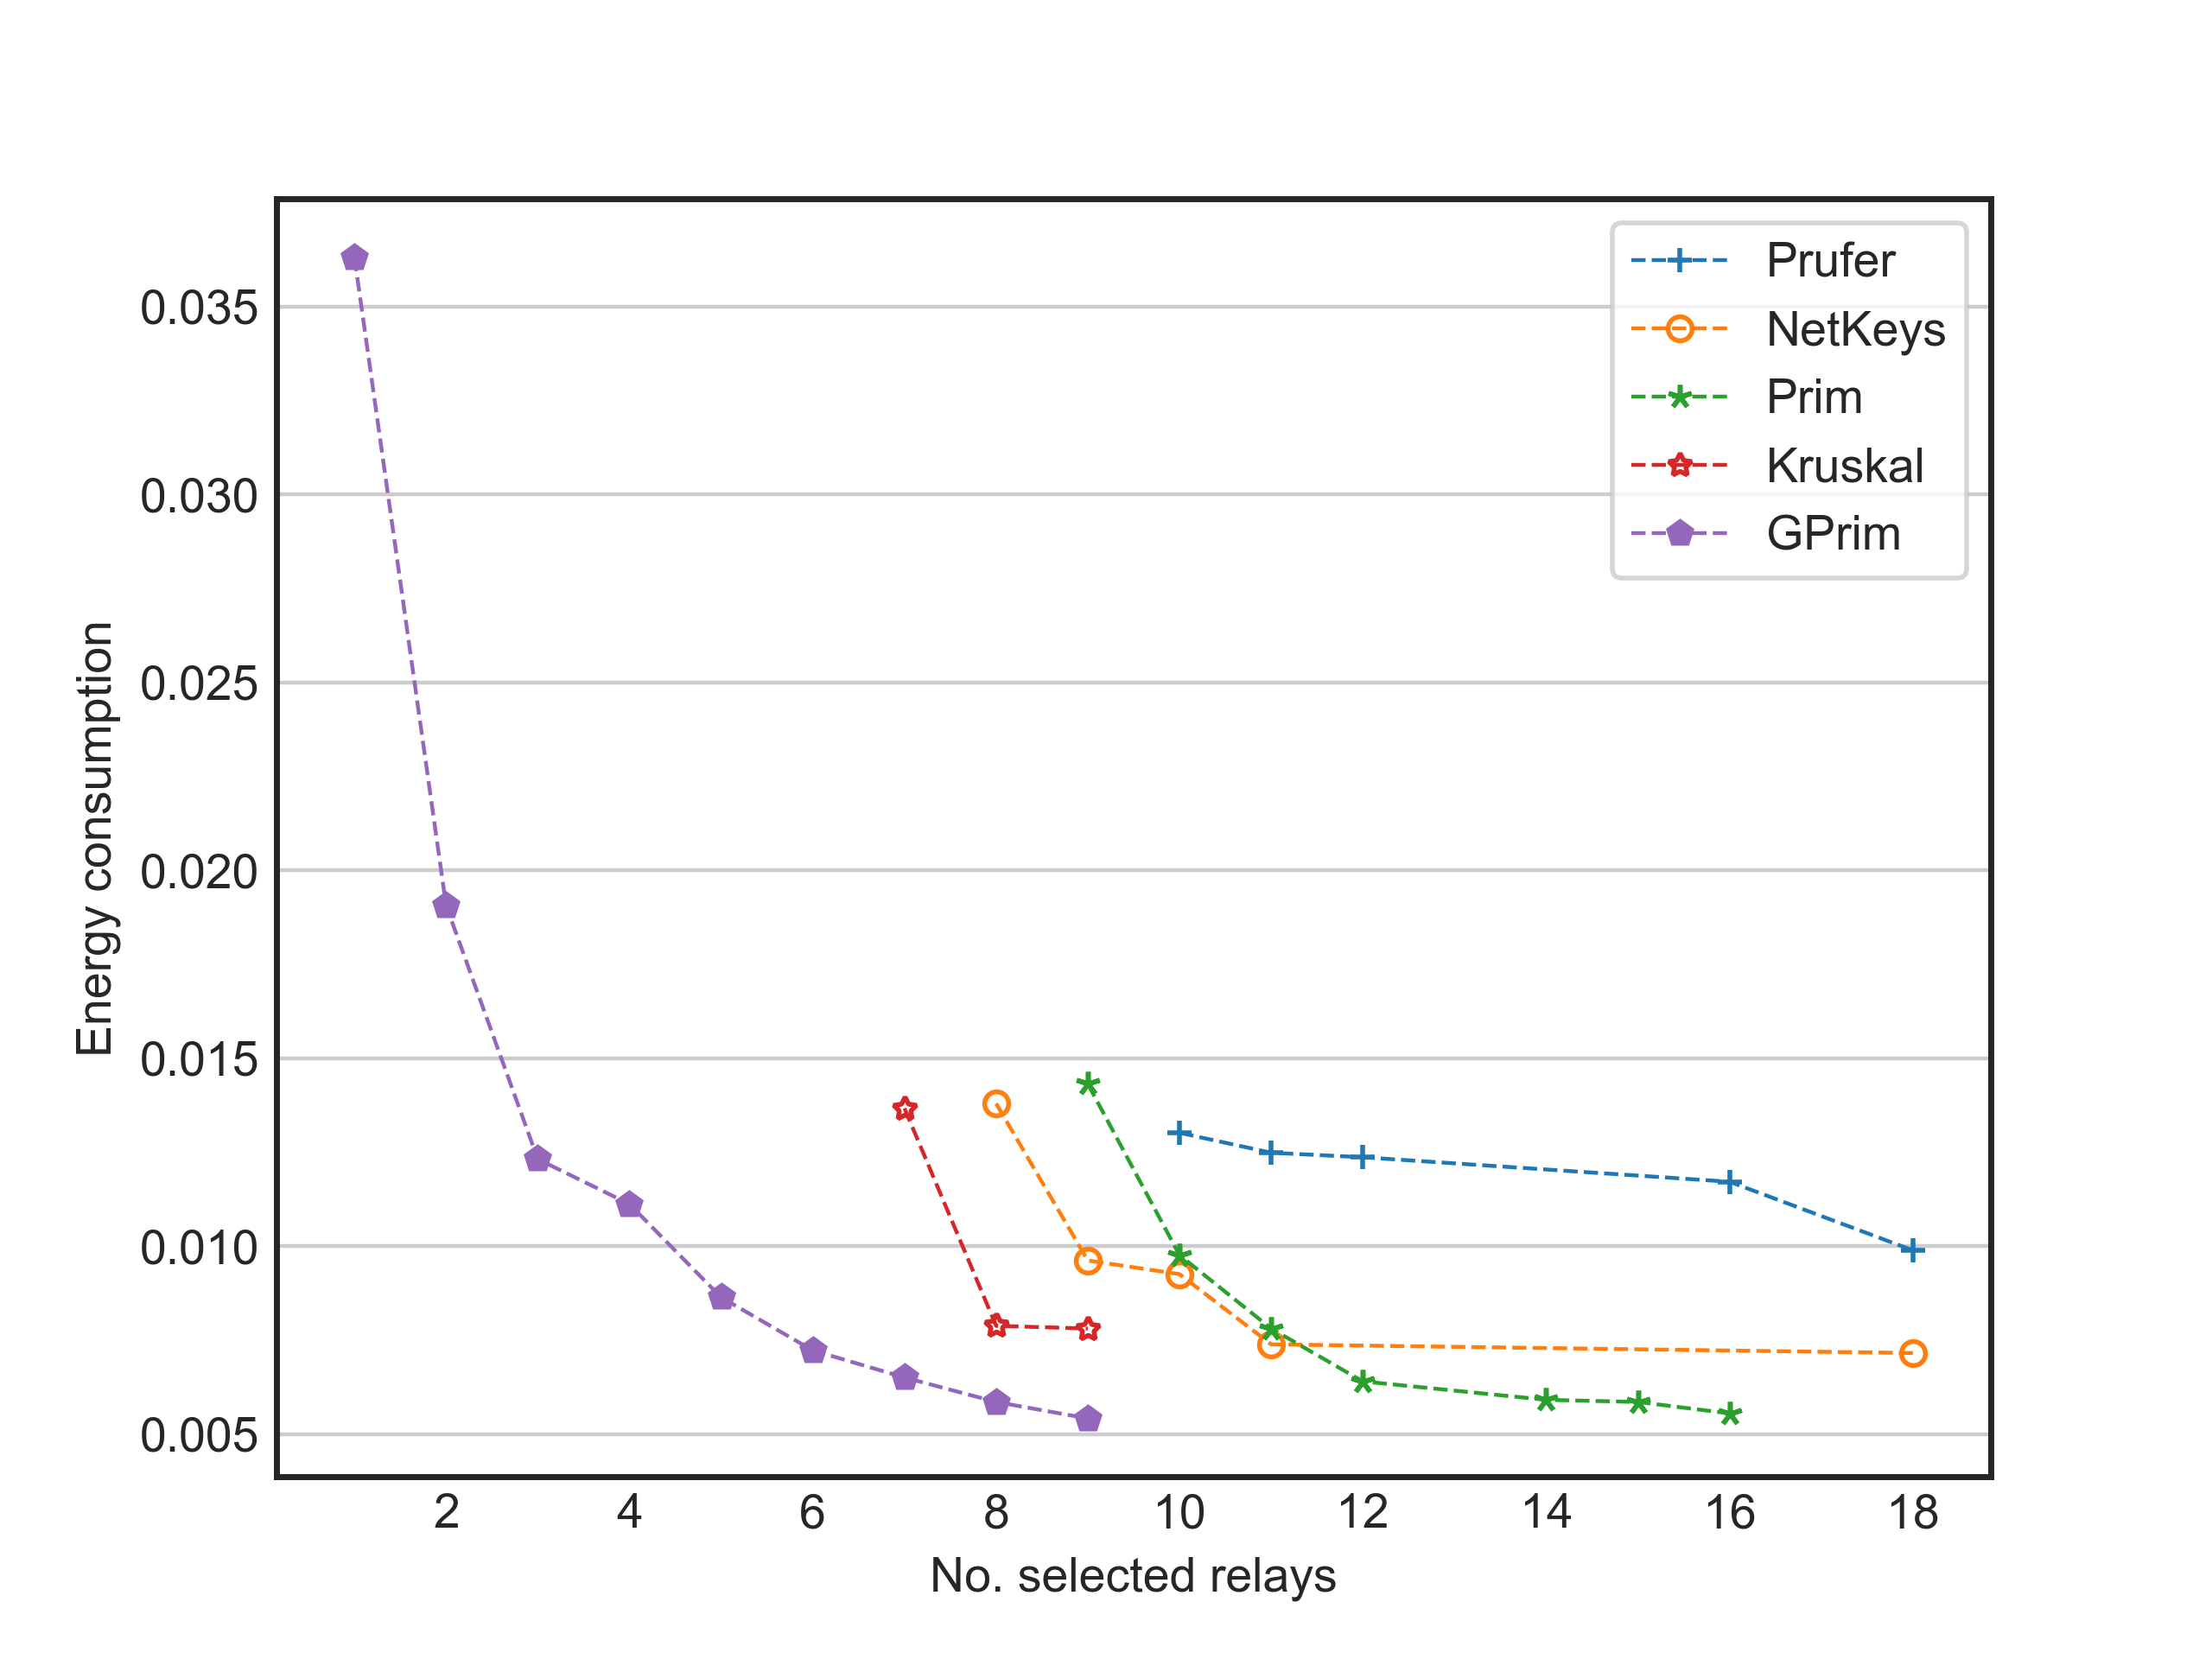 Energy consumption
0.035
0.030
0.025
0.020
0.015
0.010
0.005
Prufer
NetKeys
Prim
Kruskal
GPrim
2 4 6 8 10 12 14 16 18
No. selected relays